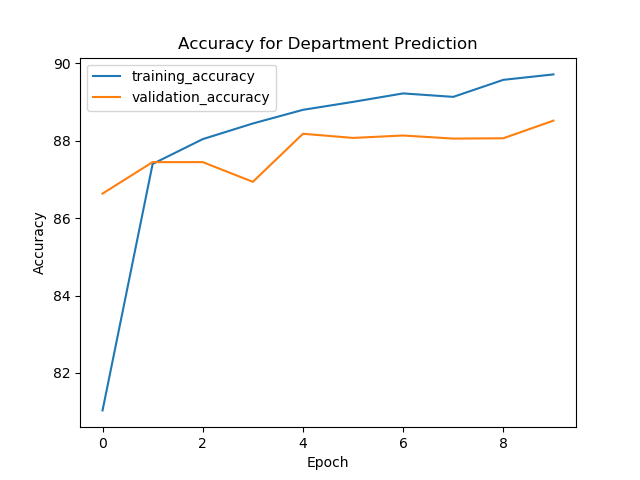 Accuracy for Department Prediction
training_accuracy
validation_accuracy
90
88
86
84
82
Accuracy
0 2 4 6 8
Epoch